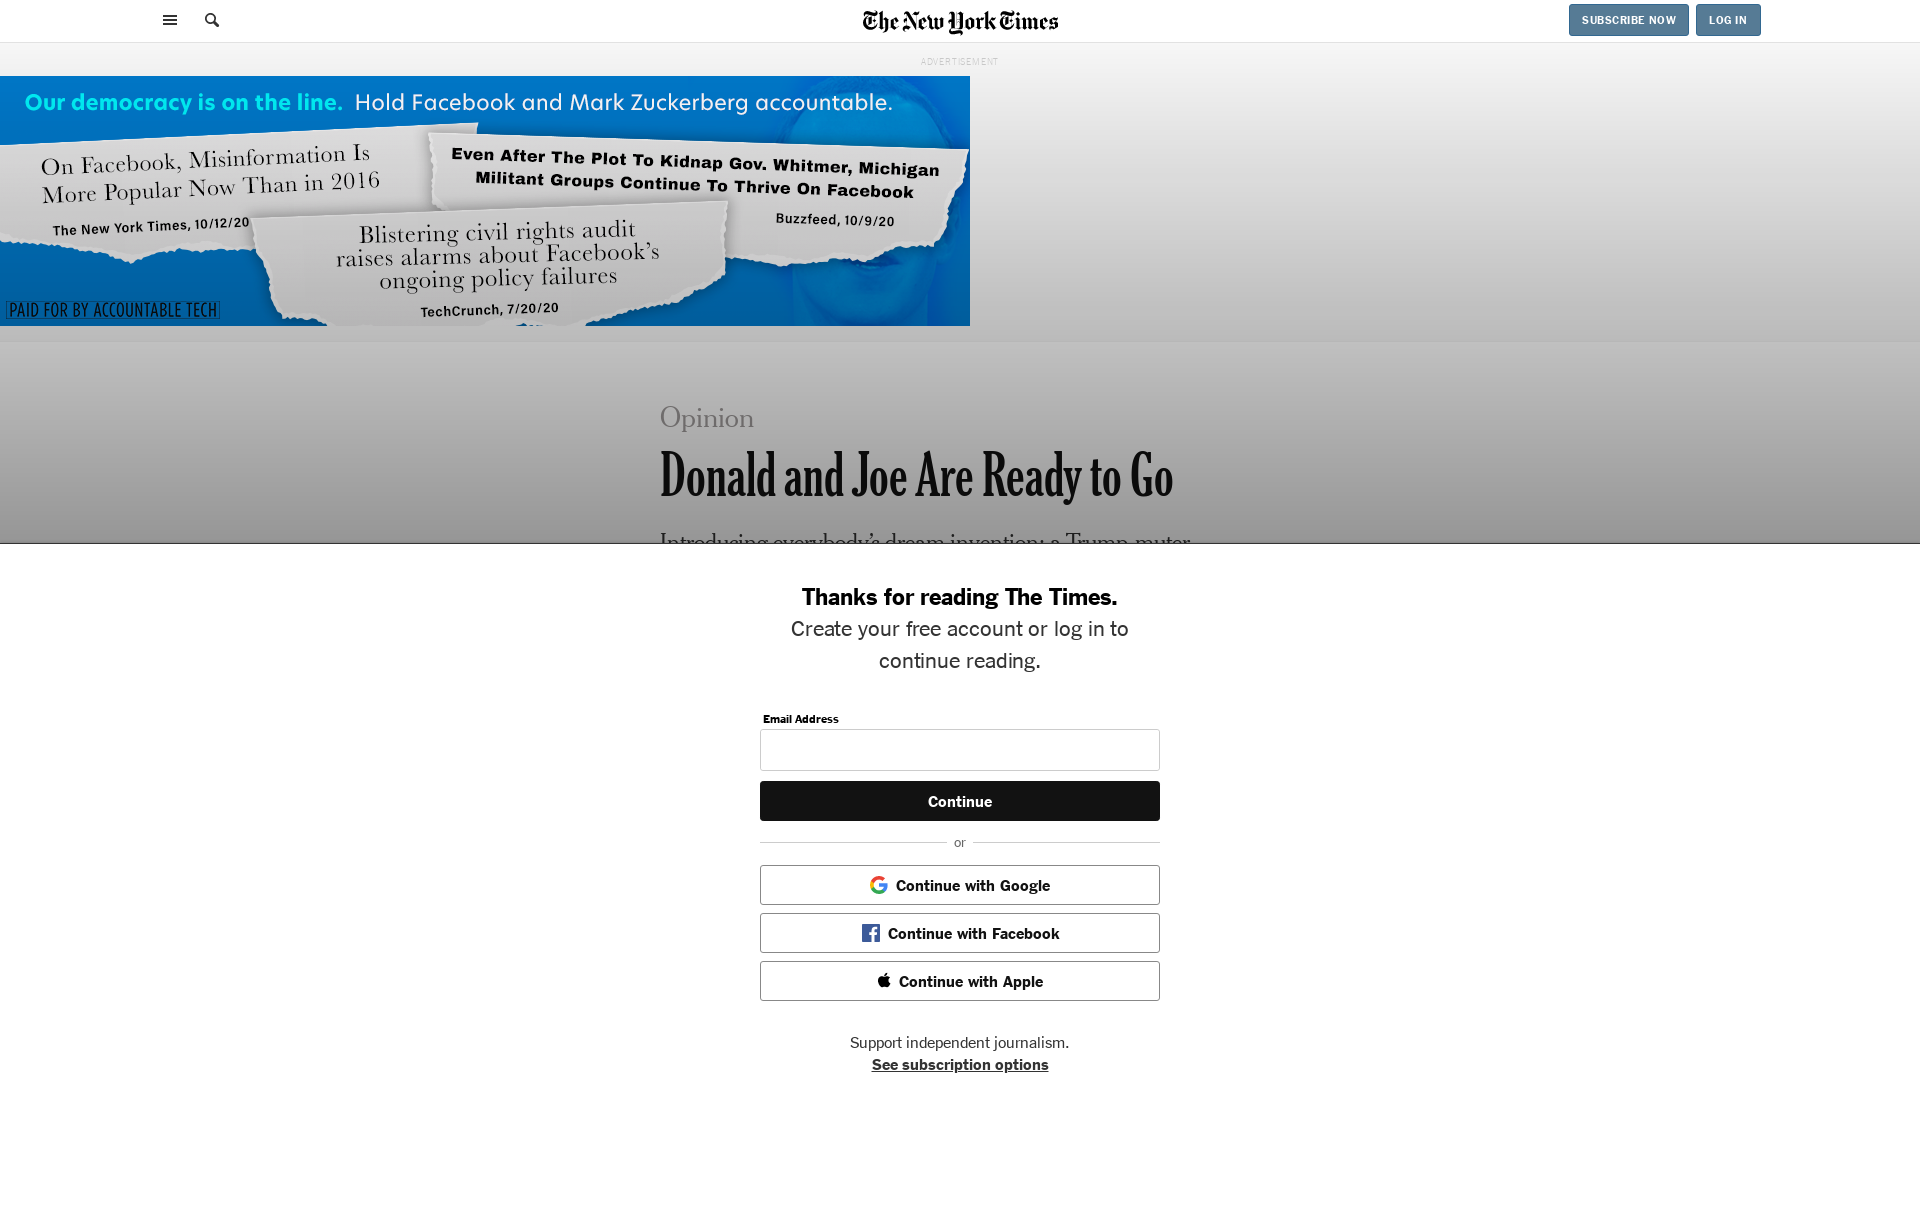 The New York Times
SUBSCRIBE NOW
LOG IN
ADVERTISEMENT
Our democracy is on the line. Hold Facebook and Mark Zuckerberg accountable.
On Facebook, Misinformation Is
More Popular Now Than in 2016
The New York Times, 10/12/20
Even After The Plot To Kidnap Gov. Whitmer, Michigan
Militant Groups Continue To Thrive On Facebook
Buzzfeed, 10/9/20
Blistering civil rights audit
raises alarms about Facebook's
ongoing policy failures
TechCrunch, 7/20/20
PAID FOR BY ACCOUNTABLE TECH
Opinion
Donald and Joe Are Ready to Go
Introducing everybody's dream invention: a Trump muter.
Thanks for reading The Times.
Create your free account or log in to
continue reading.
Email Address
Continue
or
Continue with Google
Continue with Facebook
Continue with Apple
Support independent journalism.
See subscription options